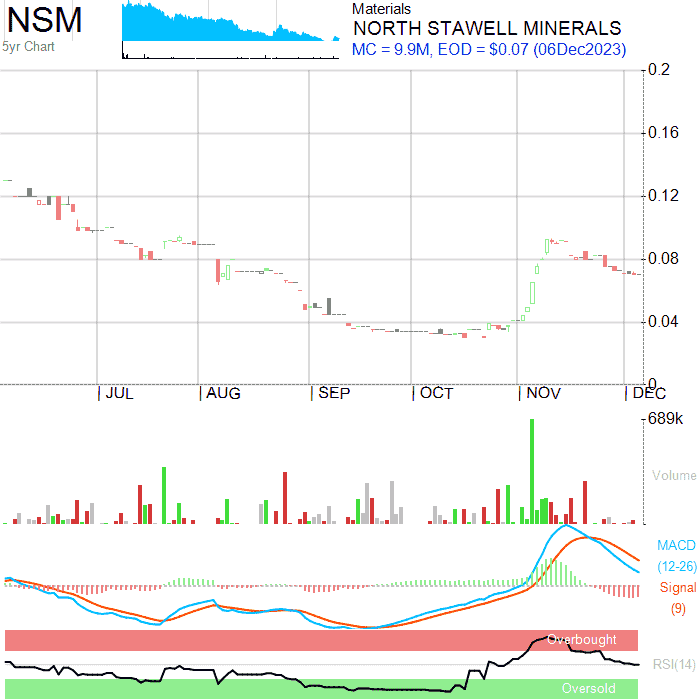 NSM
5yr Chart
Materials
NORTH STAWELL MINERALS
MC = 9.9M, EOD = $0.07 (06Dec2023)
0.2
0.16
0.12
0.08
0.04
0
JUL AUG SEP OCT NOV DEC
689k
Volume
MACD
(12-26)
Signal
(9)
Overbought
RSI(14)
Oversold